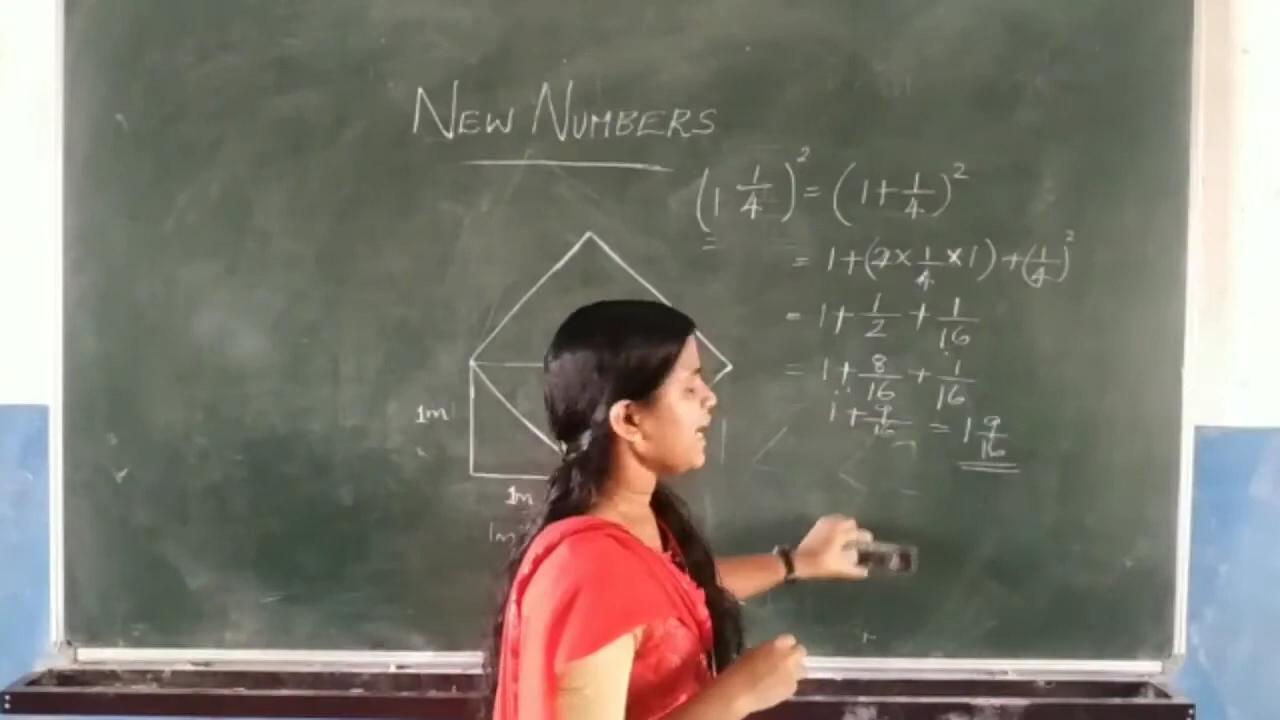 NEW NUMBERS
(1 1/4)² = (1 + 1/4)²
= 1 + (2 × 1/4 × 1) + (1/4)²
= 1 + 1/2 + 1/16
= 1 + 8/16 + 1/16
1 + 9/16 = 1 9/16
1m
1m
1m